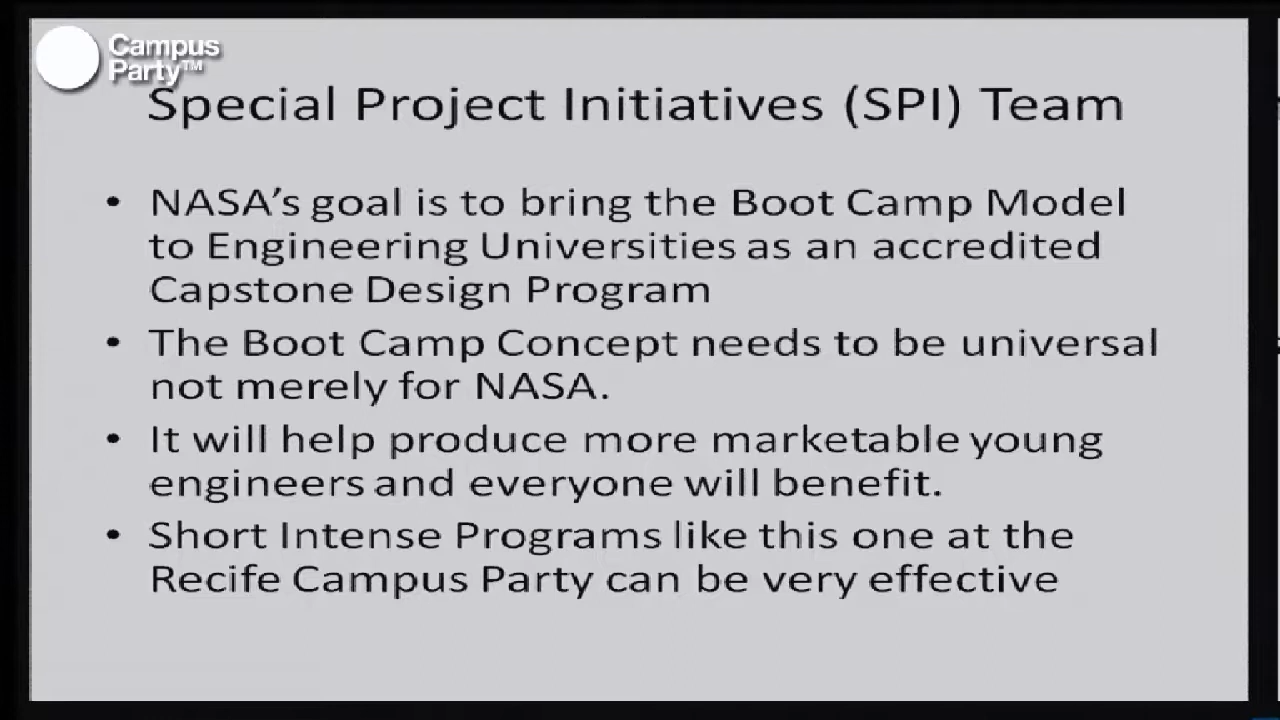 Campus
Party™
Special Project Initiatives (SPI) Team
• NASA's goal is to bring the Boot Camp Model
to Engineering Universities as an accredited
Capstone Design Program
• The Boot Camp Concept needs to be universal
not merely for NASA.
• It will help produce more marketable young
engineers and everyone will benefit.
• Short Intense Programs like this one at the
Recife Campus Party can be very effective